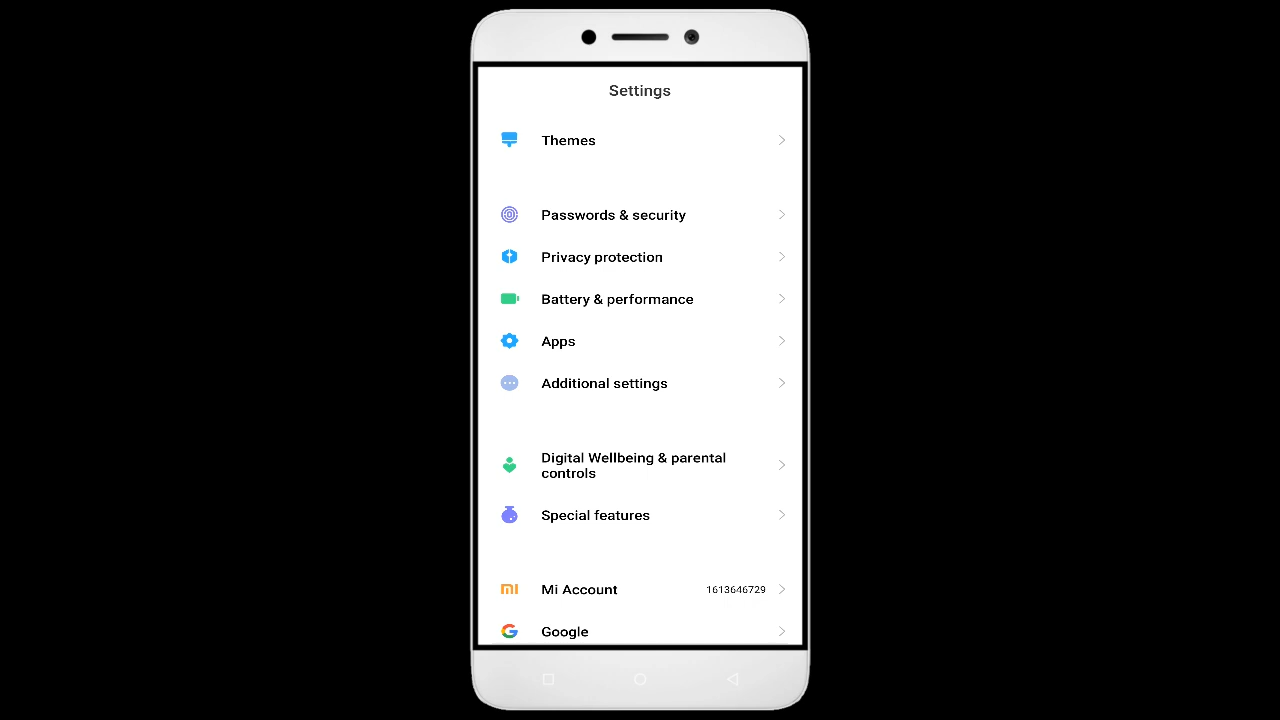 Settings
Themes
Passwords & security
Privacy protection
Battery & performance
Apps
Additional settings
Digital Wellbeing & parental
controls
Special features
Mi Account 1613646729
Google